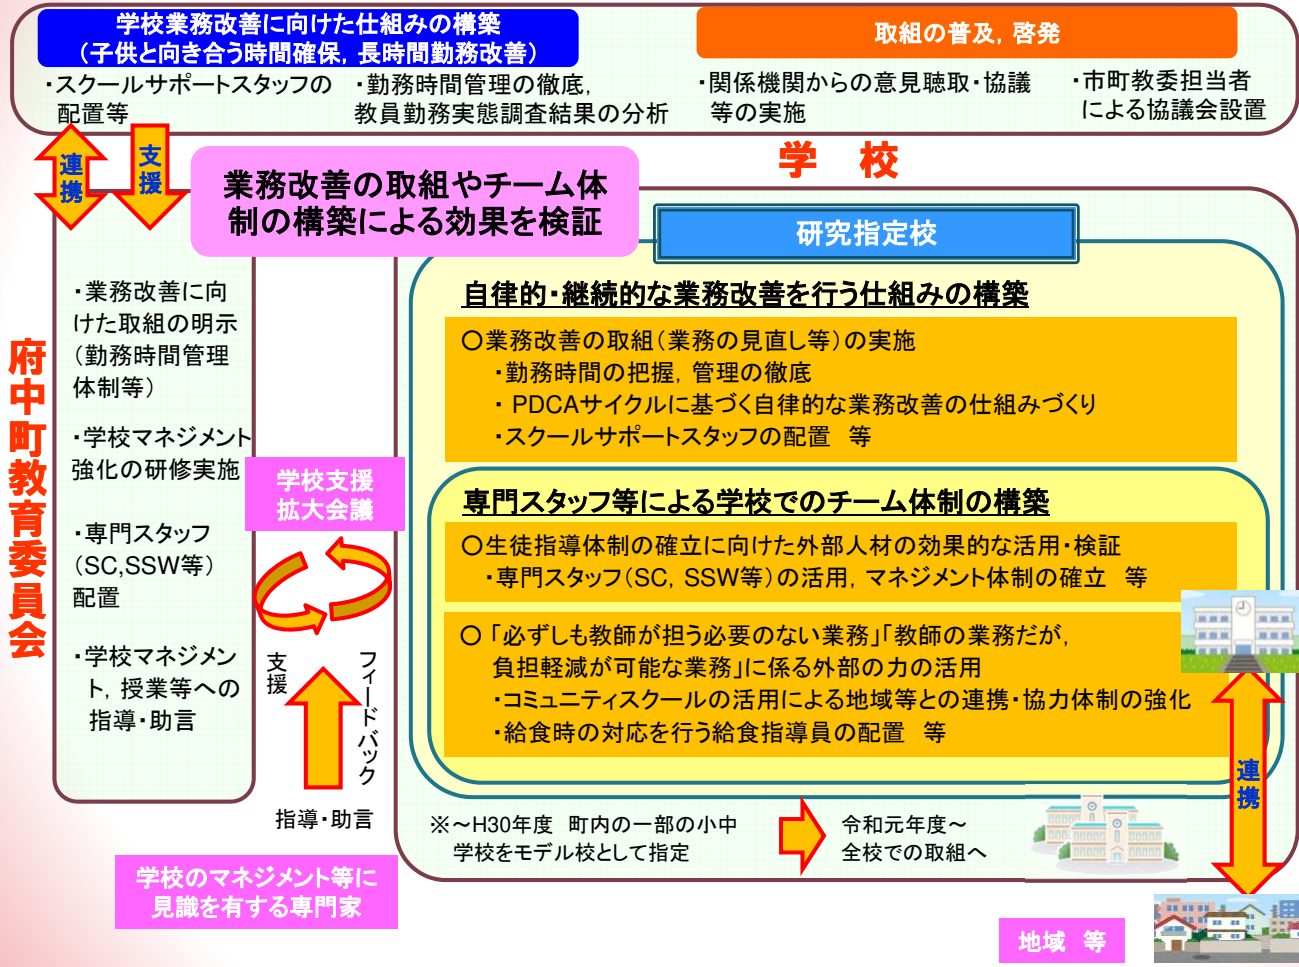 学校業務改善に向けた仕組みの構築
（子供と向き合う時間確保，長時間勤務改善）
・スクールサポートスタッフの
配置等
・勤務時間管理の徹底，
教員勤務実態調査結果の分析
取組の普及，啓発
・関係機関からの意見聴取・協議
等の実施
・市町教委担当者
による協議会設置
連携
支援
業務改善の取組やチーム体
制の構築による効果を検証
学　校
府中町教育委員会
・業務改善に向
けた取組の明示
（勤務時間管理
体制等）
・学校マネジメント
強化の研修実施
・専門スタッフ
（SC,SSW等）
配置
・学校マネジメン
ト，授業等への
指導・助言
学校支援
拡大会議
支援
フィードバック
指導・助言
学校のマネジメント等に
見識を有する専門家
研究指定校
自律的・継続的な業務改善を行う仕組みの構築
〇業務改善の取組（業務の見直し等）の実施
・勤務時間の把握，管理の徹底
・ PDCAサイクルに基づく自律的な業務改善の仕組みづくり
・スクールサポートスタッフの配置　等
専門スタッフ等による学校でのチーム体制の構築
〇生徒指導体制の確立に向けた外部人材の効果的な活用・検証
・専門スタッフ（SC，SSW等）の活用，マネジメント体制の確立　等
〇「必ずしも教師が担う必要のない業務」「教師の業務だが，
負担軽減が可能な業務」に係る外部の力の活用
・コミュニティスクールの活用による地域等との連携・協力体制の強化
・給食時の対応を行う給食指導員の配置　等
※～H30年度　町内の一部の小中
学校をモデル校として指定
令和元年度～
全校での取組へ
連携
地域　等